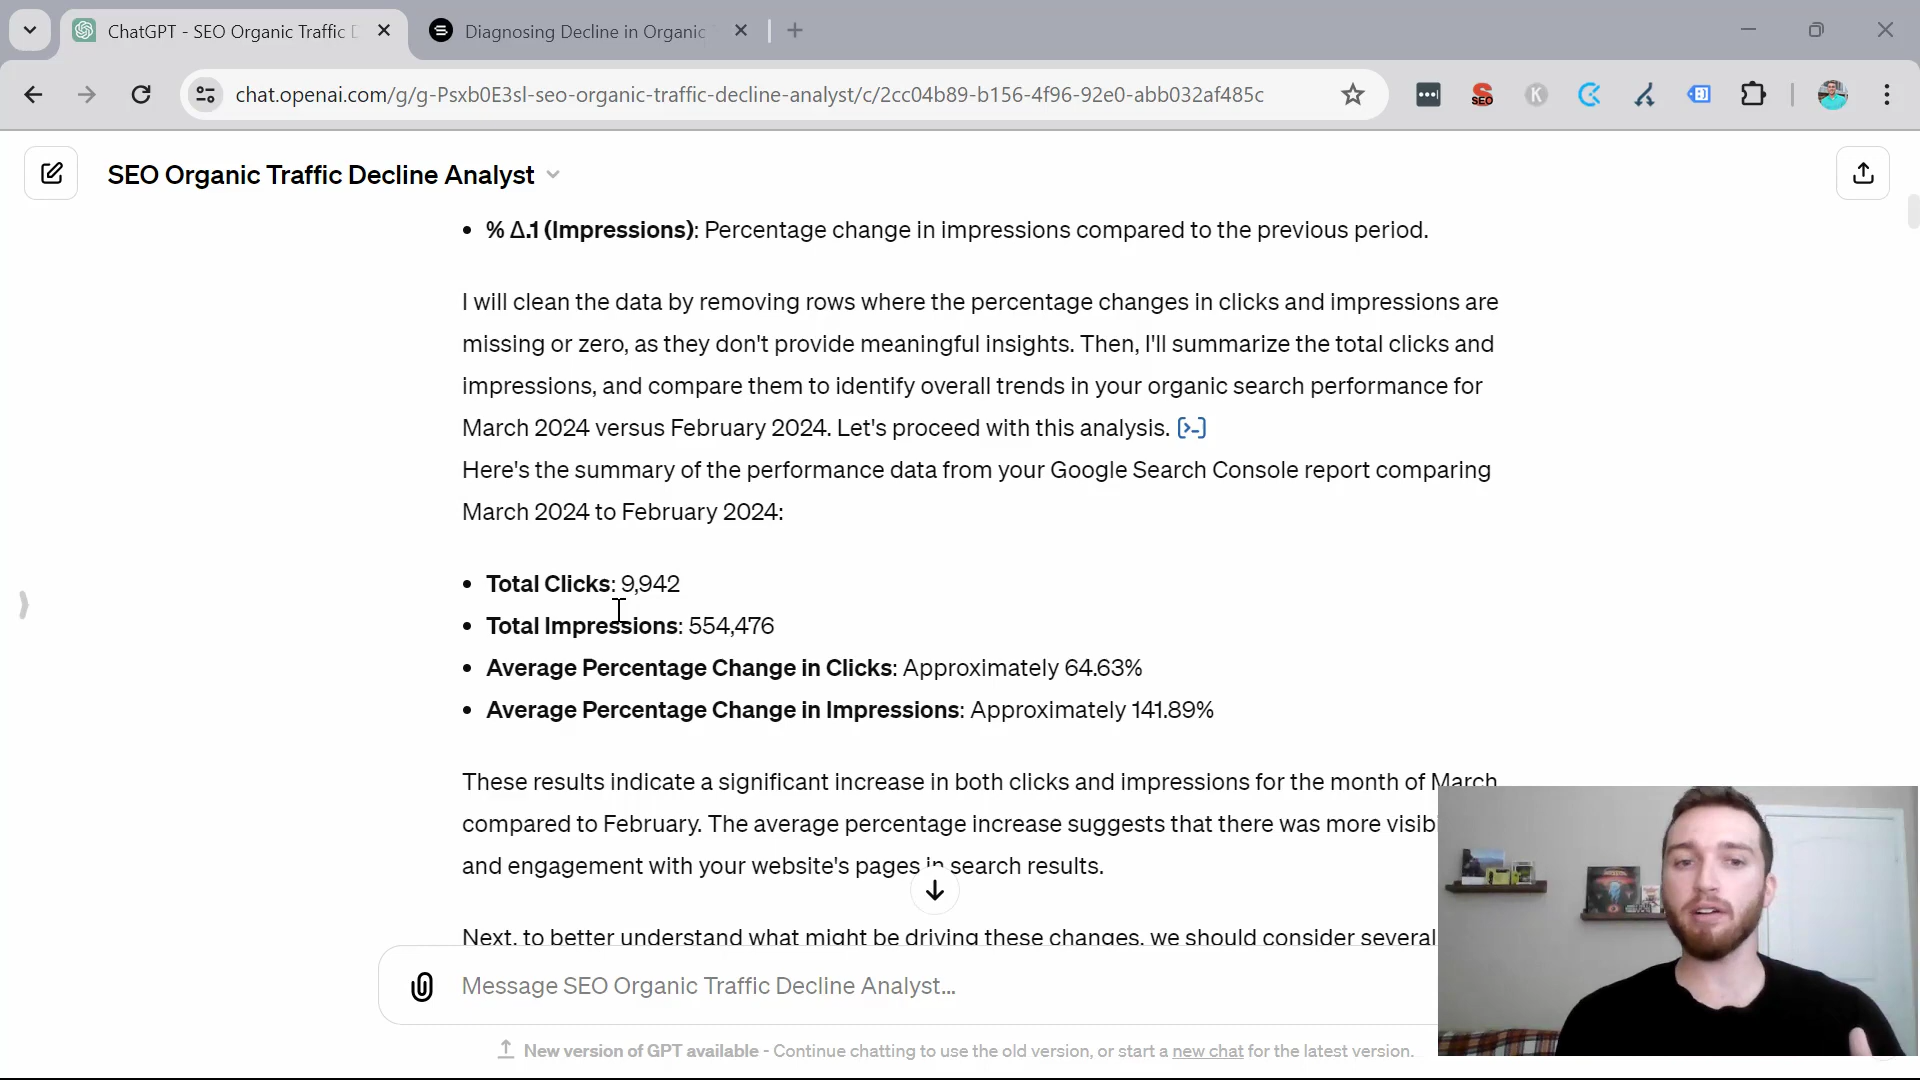 ChatGPT - SEO Organic Traffic D
Diagnosing Decline in Organic
chat.openai.com/g/g-Psxb0E3sl-seo-organic-traffic-decline-analyst/c/2cc04b89-b156-4f96-92e0-abb032af485c
SEO
K
SEO Organic Traffic Decline Analyst
• % Δ.1 (Impressions): Percentage change in impressions compared to the previous period.
I will clean the data by removing rows where the percentage changes in clicks and impressions are
missing or zero, as they don't provide meaningful insights. Then, I'll summarize the total clicks and
impressions, and compare them to identify overall trends in your organic search performance for
March 2024 versus February 2024. Let's proceed with this analysis. [>-]
Here's the summary of the performance data from your Google Search Console report comparing
March 2024 to February 2024:
• Total Clicks: 9,942
• Total Impressions: 554,476
• Average Percentage Change in Clicks: Approximately 64.63%
• Average Percentage Change in Impressions: Approximately 141.89%
These results indicate a significant increase in both clicks and impressions for the month of March
compared to February. The average percentage increase suggests that there was more visibi
and engagement with your website's pages in search results.
Next, to better understand what might be driving these changes, we should consider several
Message SEO Organic Traffic Decline Analyst...
New version of GPT available - Continue chatting to use the old version, or start a new chat for the latest version.